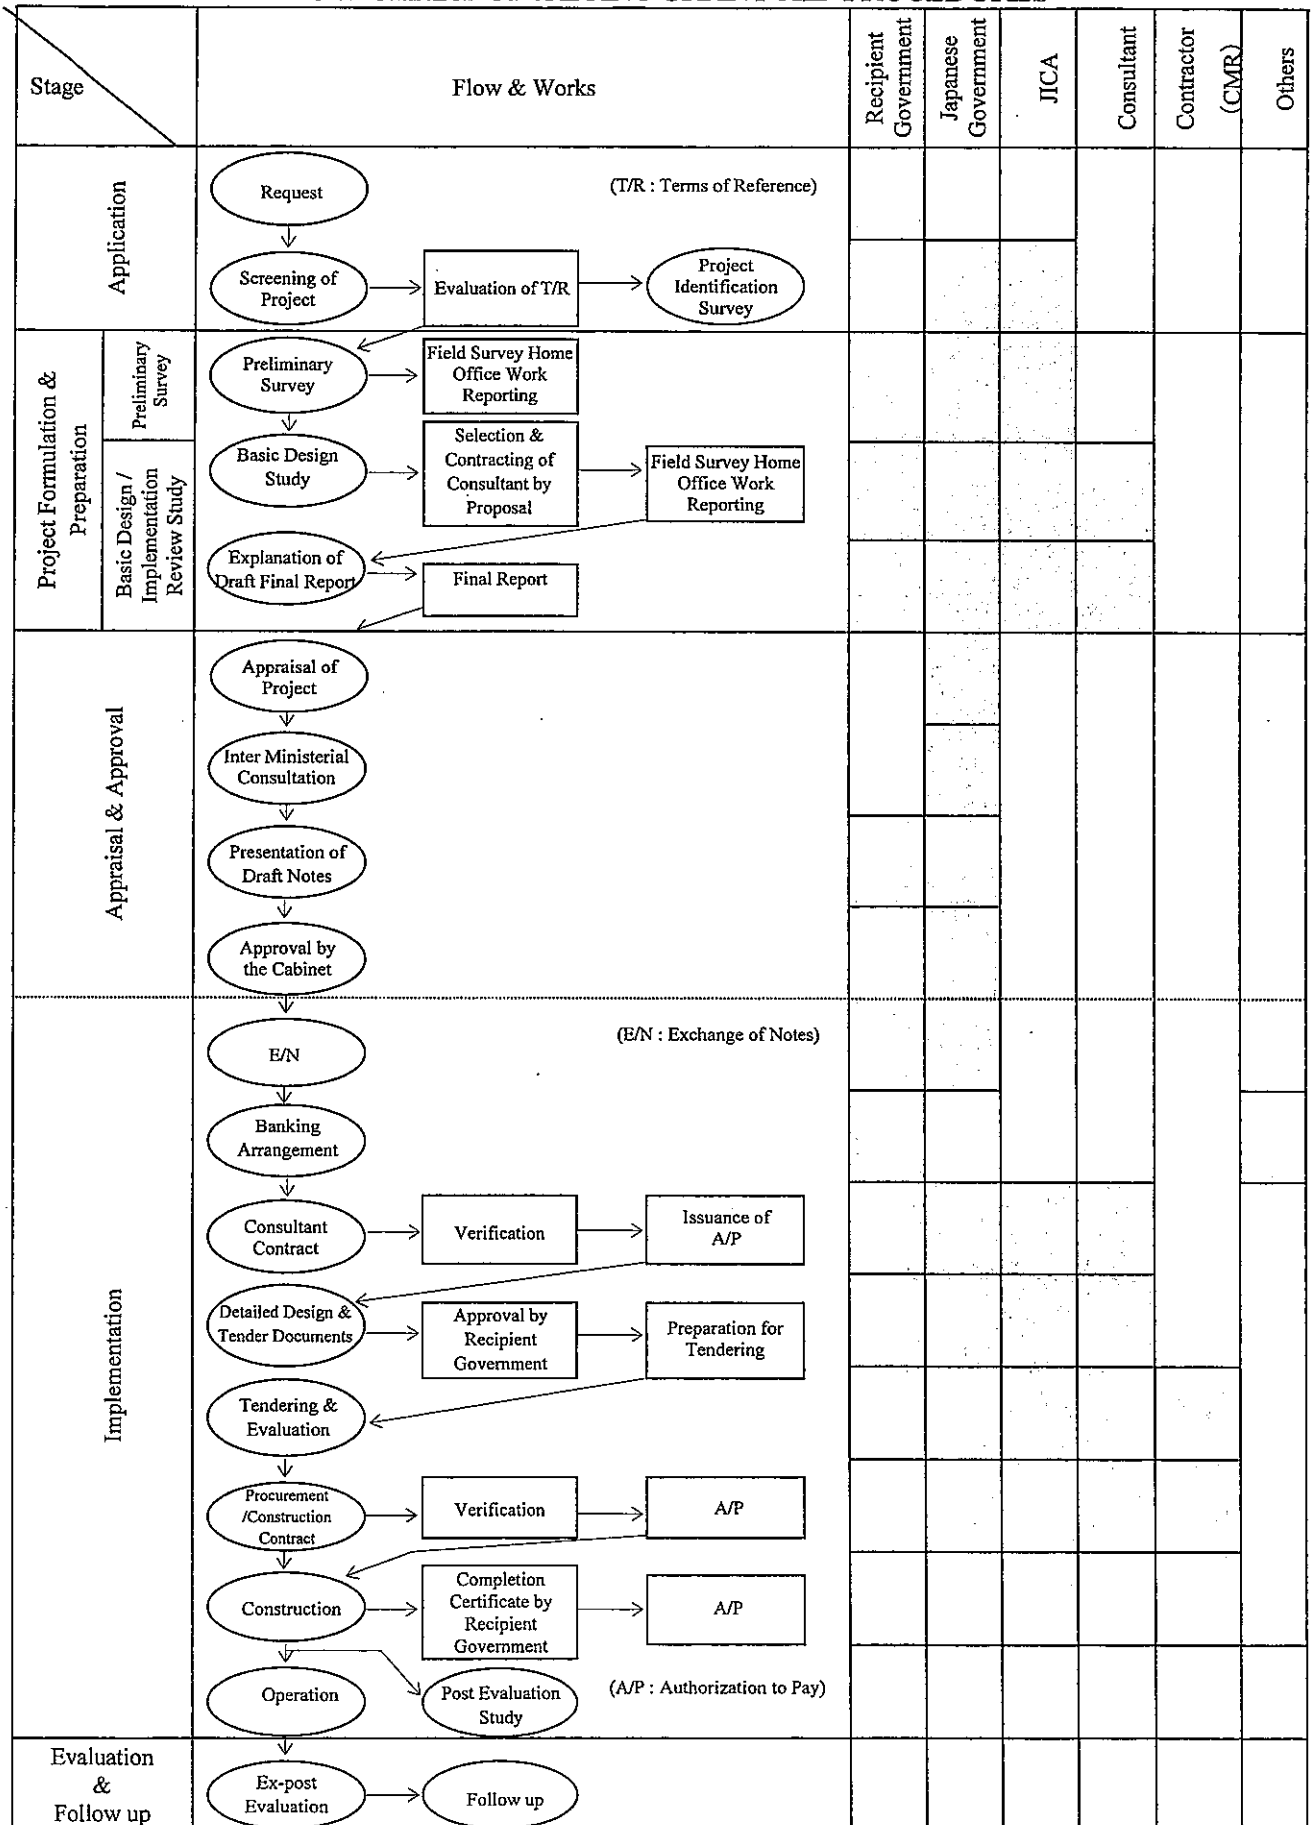 Stage
Flow & Works
Recipient
Government
Japanese
Government
JICA
Consultant
Contractor
(CMR)
Others
Application
Request
(T/R : Terms of Reference)
Screening of
Project
Evaluation of T/R
Project
Identification
Survey
Project Formulation &
Preparation
Preliminary
Survey
Preliminary
Survey
Field Survey Home
Office Work
Reporting
Basic Design /
Implementation
Review Study
Basic Design
Study
Selection &
Contracting of
Consultant by
Proposal
Field Survey Home
Office Work
Reporting
Explanation of
Draft Final Report
Final Report
Appraisal & Approval
Appraisal of
Project
Inter Ministerial
Consultation
Presentation of
Draft Notes
Approval by
the Cabinet
Implementation
E/N
(E/N : Exchange of Notes)
Banking
Arrangement
Consultant
Contract
Verification
Issuance of
A/P
Detailed Design &
Tender Documents
Approval by
Recipient
Government
Preparation for
Tendering
Tendering &
Evaluation
Procurement
/Construction
Contract
Verification
A/P
Construction
Completion
Certificate by
Recipient
Government
A/P
Operation
Post Evaluation
Study
(A/P : Authorization to Pay)
Evaluation
&
Follow up
Ex-post
Evaluation
Follow up